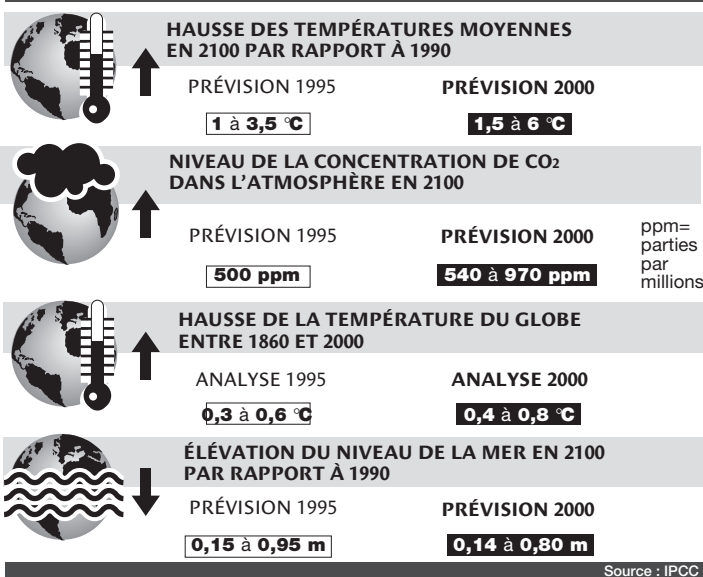 HAUSSE DES TEMPÉRATURES MOYENNES
EN 2100 PAR RAPPORT À 1990
PRÉVISION 1995 PRÉVISION 2000
1 à 3,5 °C 1,5 à 6 °C
NIVEAU DE LA CONCENTRATION DE CO2
DANS L'ATMOSPHÈRE EN 2100
PRÉVISION 1995 PRÉVISION 2000
500 ppm 540 à 970 ppm
ppm=
parties
par
millions
HAUSSE DE LA TEMPÉRATURE DU GLOBE
ENTRE 1860 ET 2000
ANALYSE 1995 ANALYSE 2000
0,3 à 0,6 °C 0,4 à 0,8 °C
ÉLÉVATION DU NIVEAU DE LA MER EN 2100
PAR RAPPORT À 1990
PRÉVISION 1995 PRÉVISION 2000
0,15 à 0,95 m 0,14 à 0,80 m
Source : IPCC